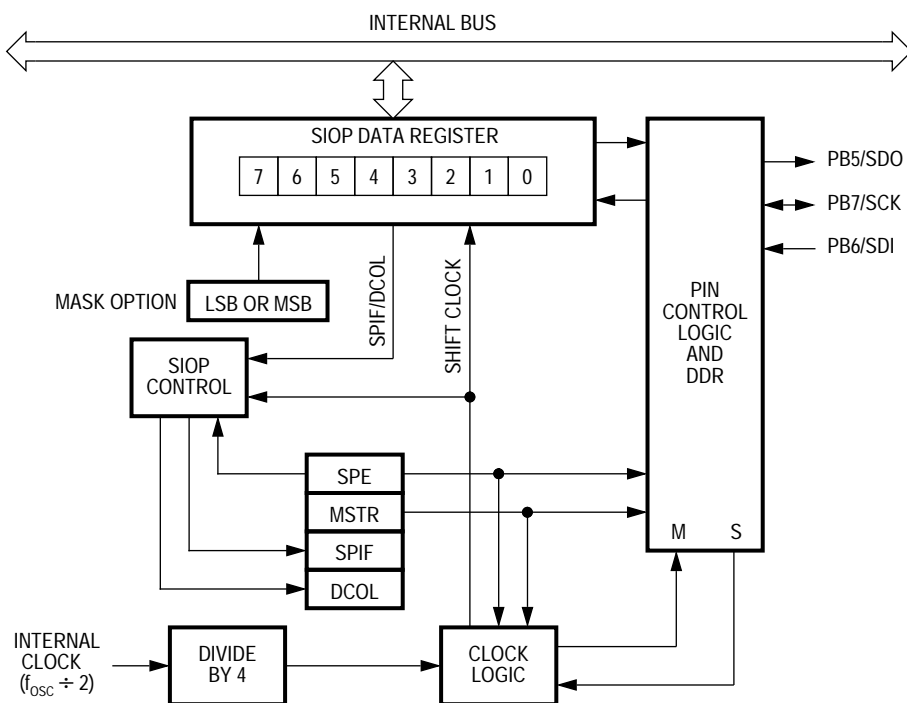 INTERNAL BUS
SIOP DATA REGISTER
7 6 5 4 3 2 1 0
PB5/SDO
PB7/SCK
PB6/SDI
MASK OPTION
LSB OR MSB
SPIF/DCOL
SHIFT CLOCK
PIN
CONTROL
LOGIC
AND
DDR
SIOP
CONTROL
SPE
MSTR
SPIF
DCOL
M S
INTERNAL
CLOCK
(fOSC ÷ 2)
DIVIDE
BY 4
CLOCK
LOGIC